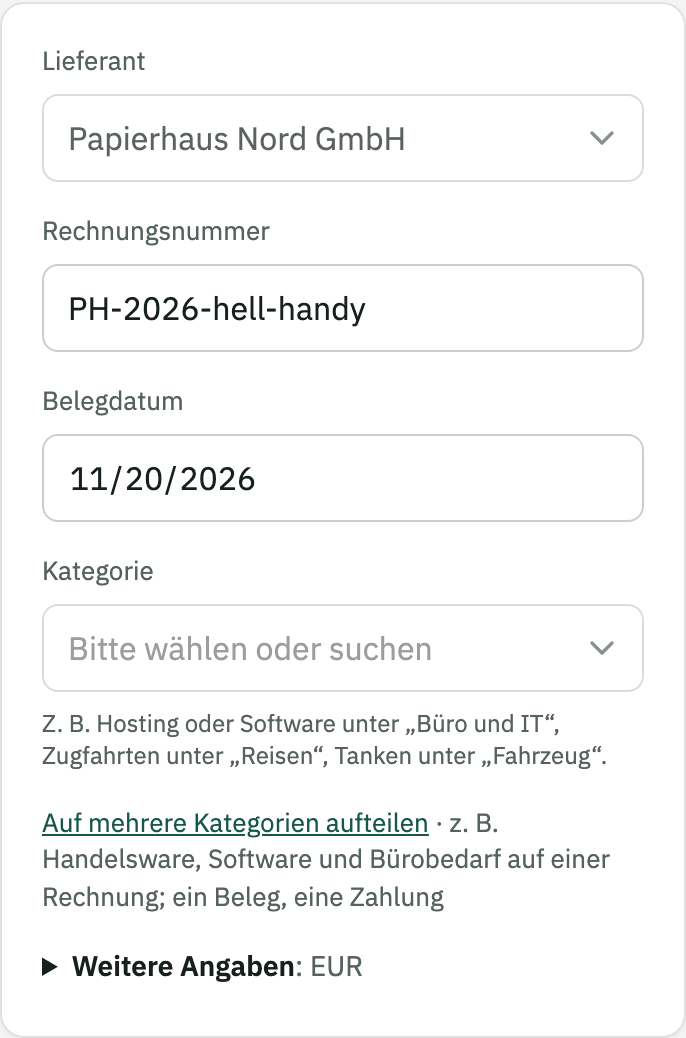 Lieferant
Papierhaus Nord GmbH
Rechnungsnummer
PH-2026-hell-handy
Belegdatum
11/20/2026
Kategorie
Bitte wählen oder suchen
Z. B. Hosting oder Software unter „Büro und IT“,
Zugfahrten unter „Reisen“, Tanken unter „Fahrzeug“.
Auf mehrere Kategorien aufteilen · z. B.
Handelsware, Software und Bürobedarf auf einer
Rechnung; ein Beleg, eine Zahlung
Weitere Angaben: EUR